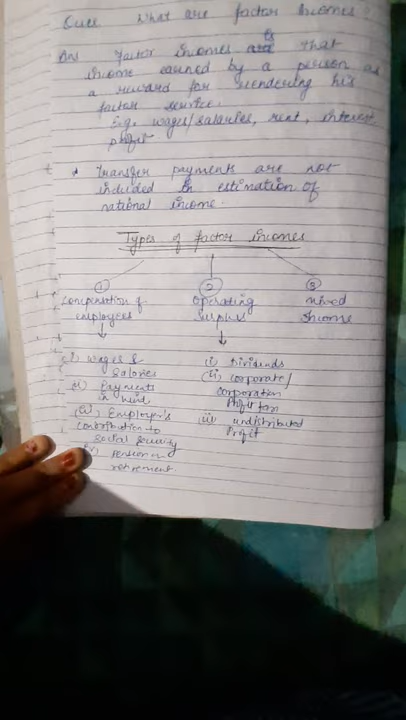 Ques What are factor incomes?
Ans Factor incomes is that
income earned by a person as
a reward for rendering his
factor service.
E.g. wages/salaries, rent, interest,
profit
* Transfer payments are not
included in estimation of
national income.
Types of factor incomes
① ② ③
Compensation of Operating Mixed
employees Surplus Income
(i) Wages & (i) Dividends
Salaries (ii) Corporate/
(ii) Payments corporation
in kind Profit tax
(iii) Employer's (iii) undistributed
contribution to Profit
social security
(iv) Pension on
retirement.